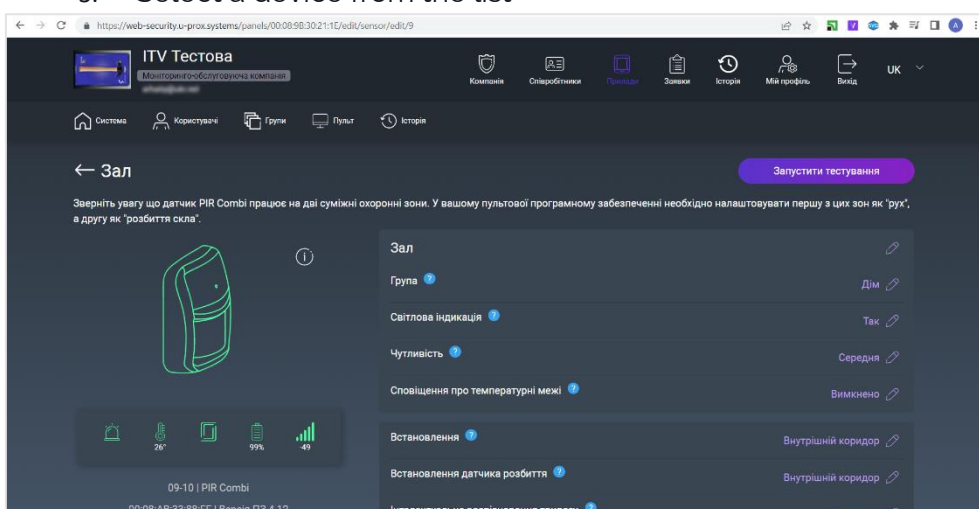 Select a device from the list
https://web-security.u-prox.systems/panels/00:08:9B:30:21:1E/edit/sensor/edit/9
ITV Тестова
Моніторинго-обслуговуюча компанія
Компанія Співробітники Прилади Заявки Історія Мій профіль Вихід UK
Система Користувачі Групи Пульт Історія
← Зал
Запустити тестування
Зверніть увагу що датчик PIR Combi працює на дві суміжні охоронні зони. У вашому пультової програмному забезпеченні необхідно налаштовувати першу з цих зон як "рух",
а другу як "розбиття скла".
Зал
Група ? Дім
Світлова індикація ? Так
Чутливість ? Середня
Сповіщення про температурні межі ? Вимкнено
26° 99% -49
Встановлення ? Внутрішній коридор
Встановлення датчика розбиття ? Внутрішній коридор
09-10 | PIR Combi